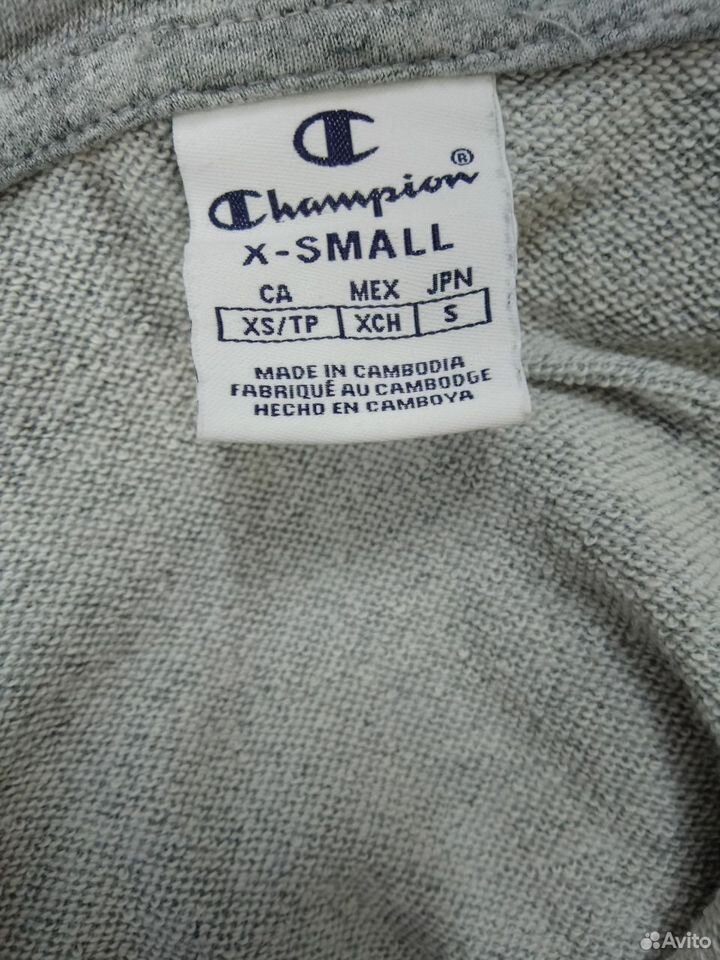 Champion®
X-SMALL
CA MEX JPN
XS/TP XCH S
MADE IN CAMBODIA
FABRIQUÉ AU CAMBODGE
HECHO EN CAMBOYA
Avito